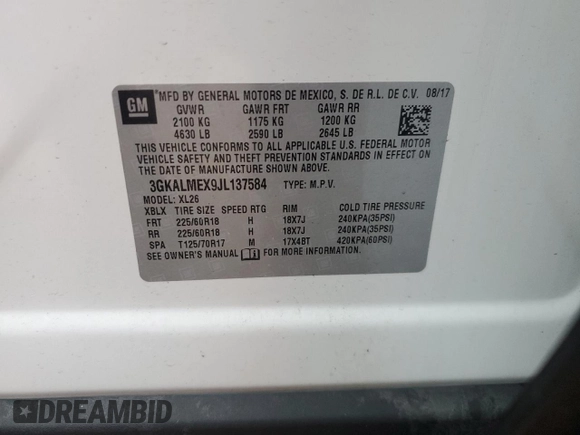 GM
*MFD BY GENERAL MOTORS DE MEXICO, S. DE R.L. DE C.V. 08/17
GVWR GAWR FRT GAWR RR
2100 KG 1175 KG 1200 KG
4630 LB 2590 LB 2645 LB
THIS VEHICLE CONFORMS TO ALL APPLICABLE U.S. FEDERAL MOTOR
VEHICLE SAFETY, BUMPER, AND THEFT PREVENTION STANDARDS IN
EFFECT ON THE DATE OF MANUFACTURE SHOWN ABOVE.
3GKALMEX9JL137584 TYPE: M.P.V.
MODEL: XL26
XBLX TIRE SIZE SPEED RTG RIM COLD TIRE PRESSURE
FRT 225/60R18 H 18X7J 240KPA(35PSI)
RR 225/60R18 H 18X7J 240KPA(35PSI)
SPA T125/70R17 M 17X4BT 420KPA(60PSI)
SEE OWNER'S MANUAL FOR MORE INFORMATION.
DREAMBID